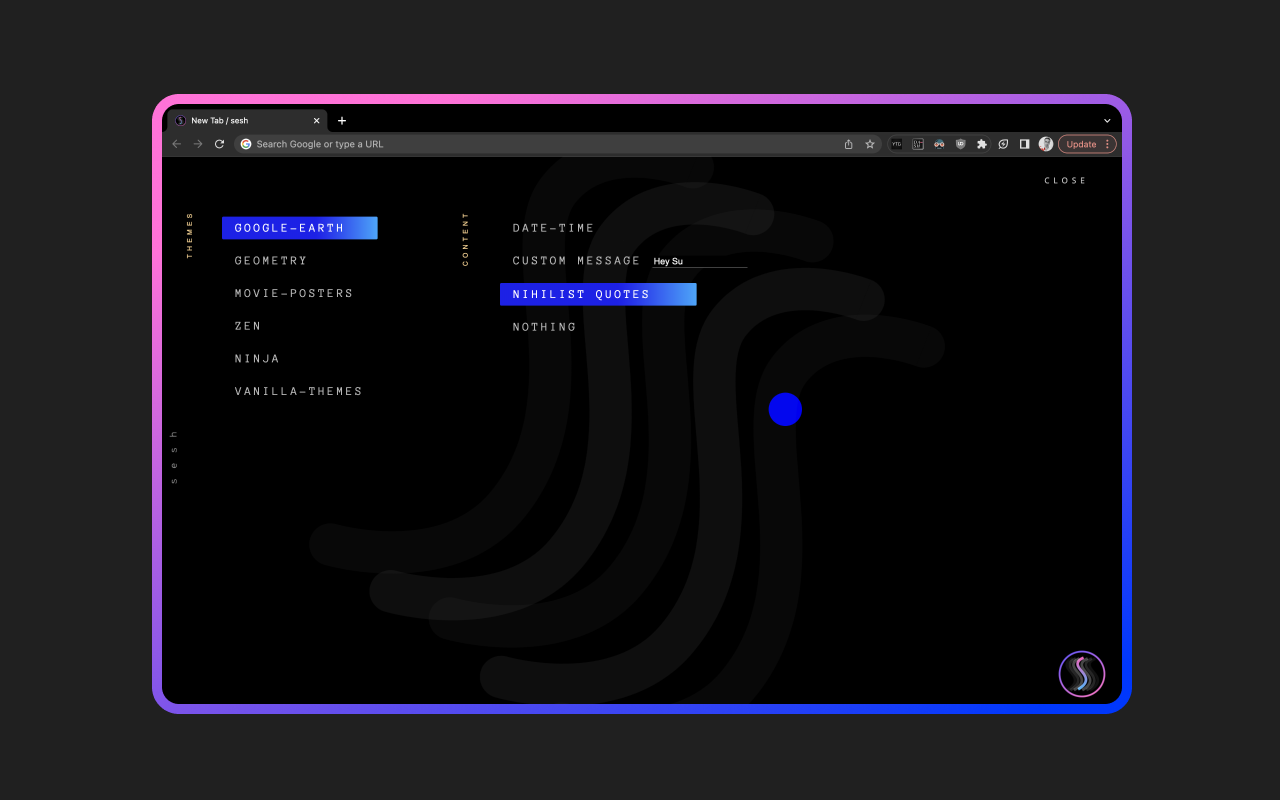 New Tab / sesh
Search Google or type a URL
YTG
Update
CLOSE
THEMES
GOOGLE-EARTH
GEOMETRY
MOVIE-POSTERS
ZEN
NINJA
VANILLA-THEMES
CONTENT
DATE-TIME
CUSTOM MESSAGE Hey Su
NIHILIST QUOTES
NOTHING
sesh